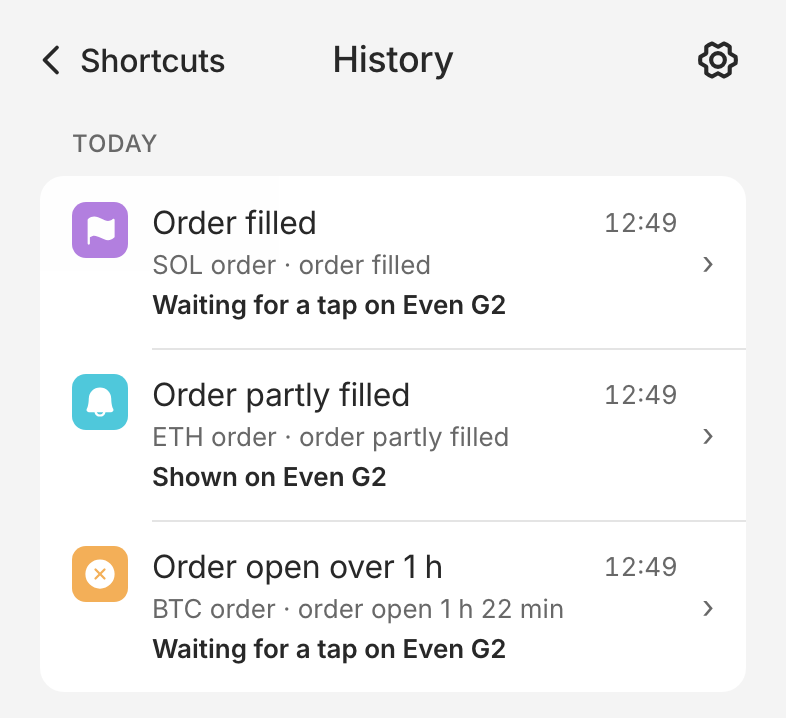 Shortcuts
History
TODAY
Order filled
12:49
SOL order · order filled
Waiting for a tap on Even G2
Order partly filled
12:49
ETH order · order partly filled
Shown on Even G2
Order open over 1 h
12:49
BTC order · order open 1 h 22 min
Waiting for a tap on Even G2